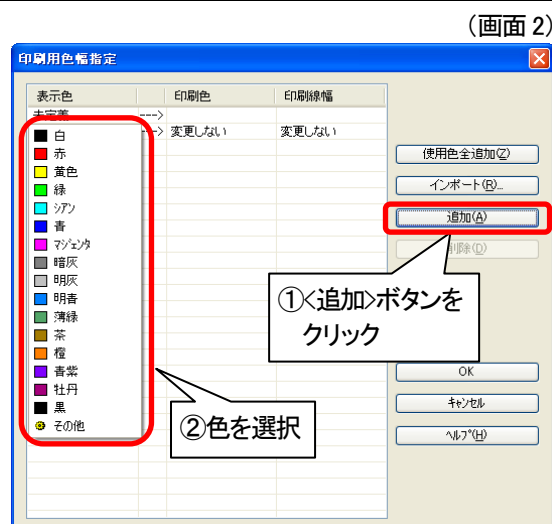 (画面 2)
印刷用色幅指定
表示色 印刷色 印刷線幅
--->
---> 変更しない 変更しない
白
赤
黄色
緑
シアン
青
マジェンタ
暗灰
明灰
明青
薄緑
茶
橙
青紫
牡丹
黒
その他
使用色全追加(Z)
インポート(R)...
追加(A)
削除(D)
OK
キャンセル
ヘルプ(H)
①<追加>ボタンを
クリック
②色を選択